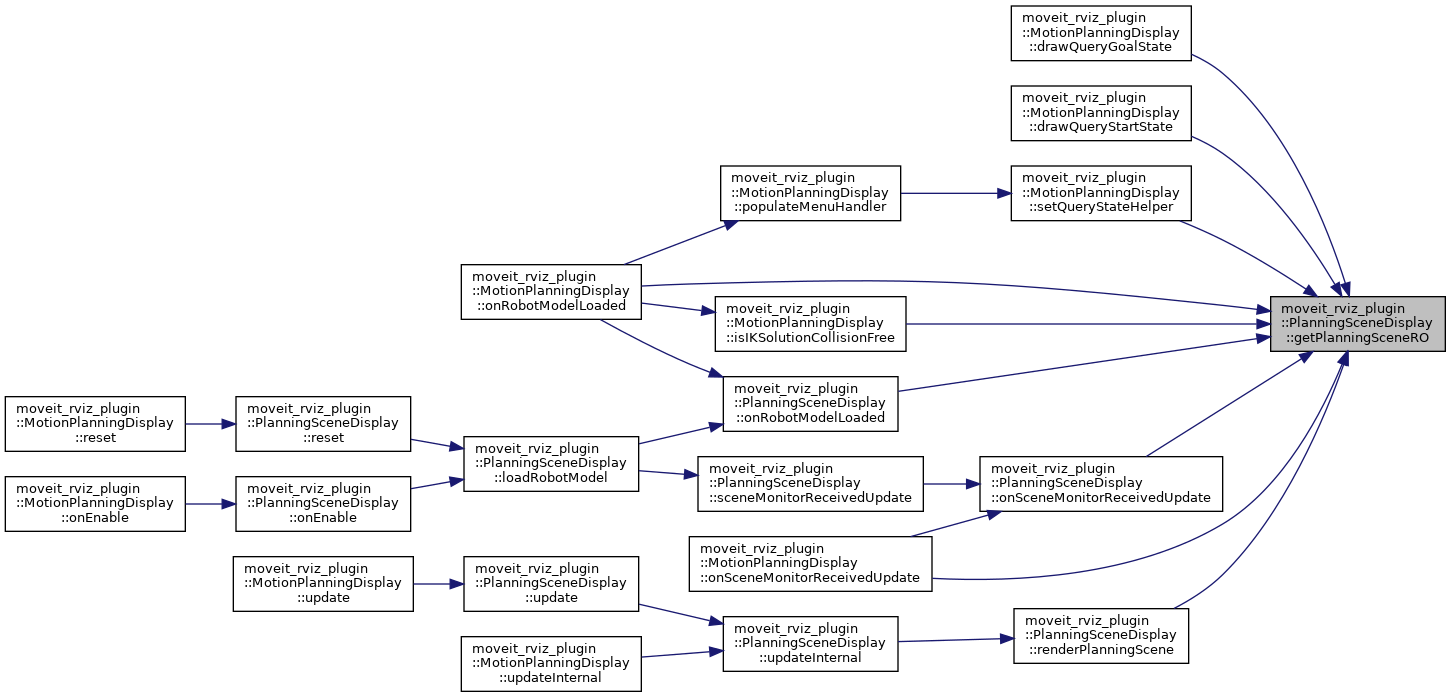 moveit_rviz_plugin
::MotionPlanningDisplay
::drawQueryGoalState
moveit_rviz_plugin
::MotionPlanningDisplay
::drawQueryStartState
moveit_rviz_plugin
::MotionPlanningDisplay
::populateMenuHandler
moveit_rviz_plugin
::MotionPlanningDisplay
::setQueryStateHelper
moveit_rviz_plugin
::MotionPlanningDisplay
::onRobotModelLoaded
moveit_rviz_plugin
::MotionPlanningDisplay
::isIKSolutionCollisionFree
moveit_rviz_plugin
::PlanningSceneDisplay
::getPlanningSceneRO
moveit_rviz_plugin
::PlanningSceneDisplay
::onRobotModelLoaded
moveit_rviz_plugin
::MotionPlanningDisplay
::reset
moveit_rviz_plugin
::PlanningSceneDisplay
::reset
moveit_rviz_plugin
::PlanningSceneDisplay
::loadRobotModel
moveit_rviz_plugin
::PlanningSceneDisplay
::sceneMonitorReceivedUpdate
moveit_rviz_plugin
::PlanningSceneDisplay
::onSceneMonitorReceivedUpdate
moveit_rviz_plugin
::MotionPlanningDisplay
::onEnable
moveit_rviz_plugin
::PlanningSceneDisplay
::onEnable
moveit_rviz_plugin
::MotionPlanningDisplay
::onSceneMonitorReceivedUpdate
moveit_rviz_plugin
::MotionPlanningDisplay
::update
moveit_rviz_plugin
::PlanningSceneDisplay
::update
moveit_rviz_plugin
::PlanningSceneDisplay
::updateInternal
moveit_rviz_plugin
::PlanningSceneDisplay
::renderPlanningScene
moveit_rviz_plugin
::MotionPlanningDisplay
::updateInternal